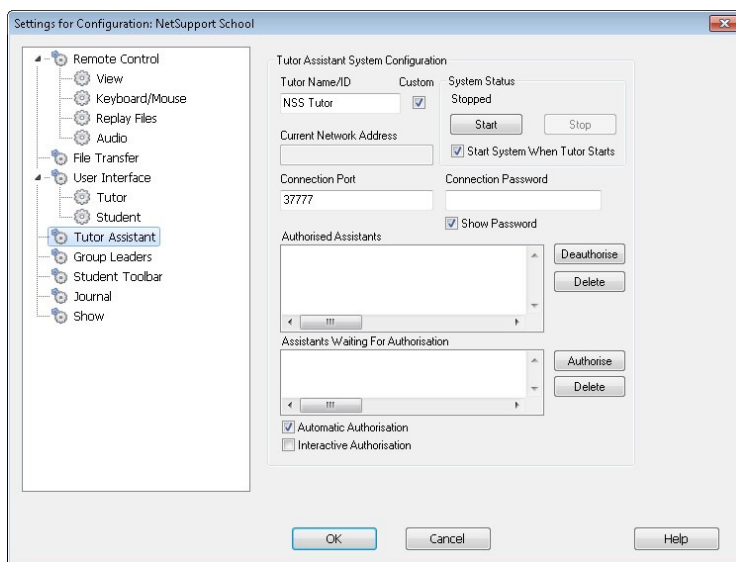 Settings for Configuration: NetSupport School
Remote Control
View
Keyboard/Mouse
Replay Files
Audio
File Transfer
User Interface
Tutor
Student
Tutor Assistant
Group Leaders
Student Toolbar
Journal
Show
Tutor Assistant System Configuration
Tutor Name/ID
Custom
NSS Tutor
System Status
Stopped
Start
Stop
Start System When Tutor Starts
Current Network Address
Connection Port
37777
Connection Password
Show Password
Authorised Assistants
Deauthorise
Delete
Assistants Waiting For Authorisation
Authorise
Delete
Automatic Authorisation
Interactive Authorisation
OK
Cancel
Help